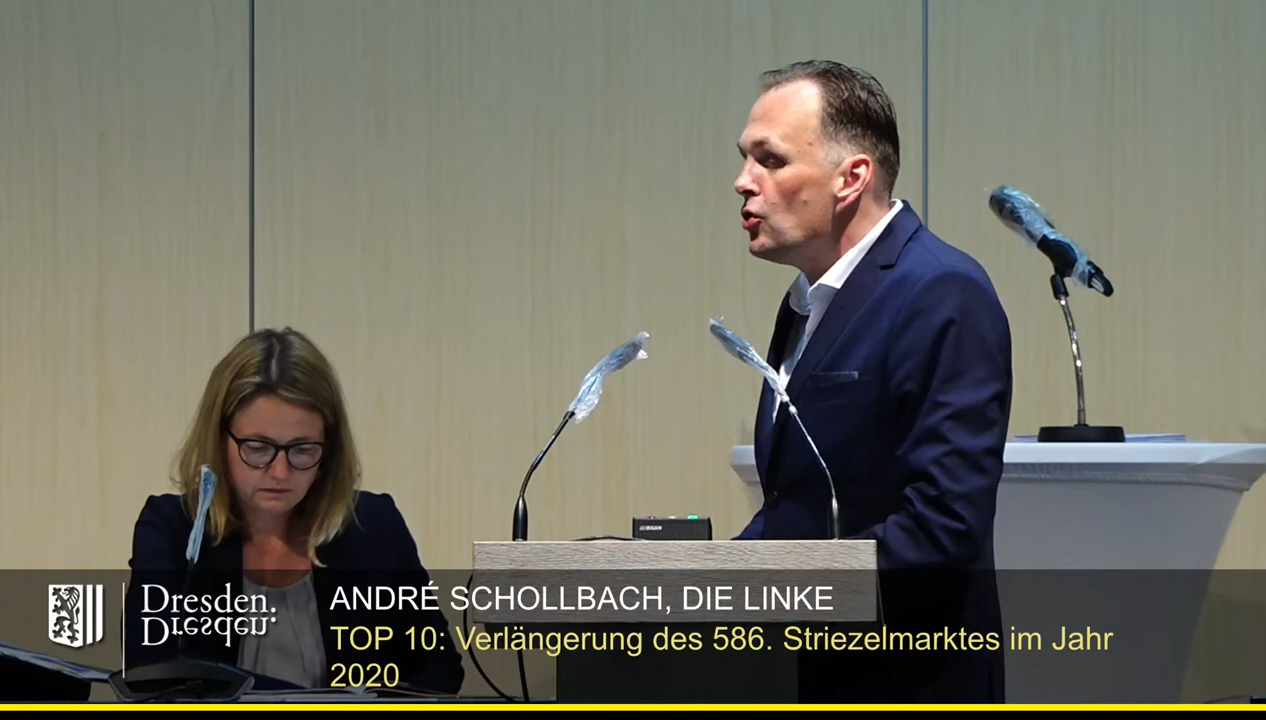 Dresden.
Dresden.
ANDRÉ SCHOLLBACH, DIE LINKE
TOP 10: Verlängerung des 586. Striezelmarktes im Jahr
2020